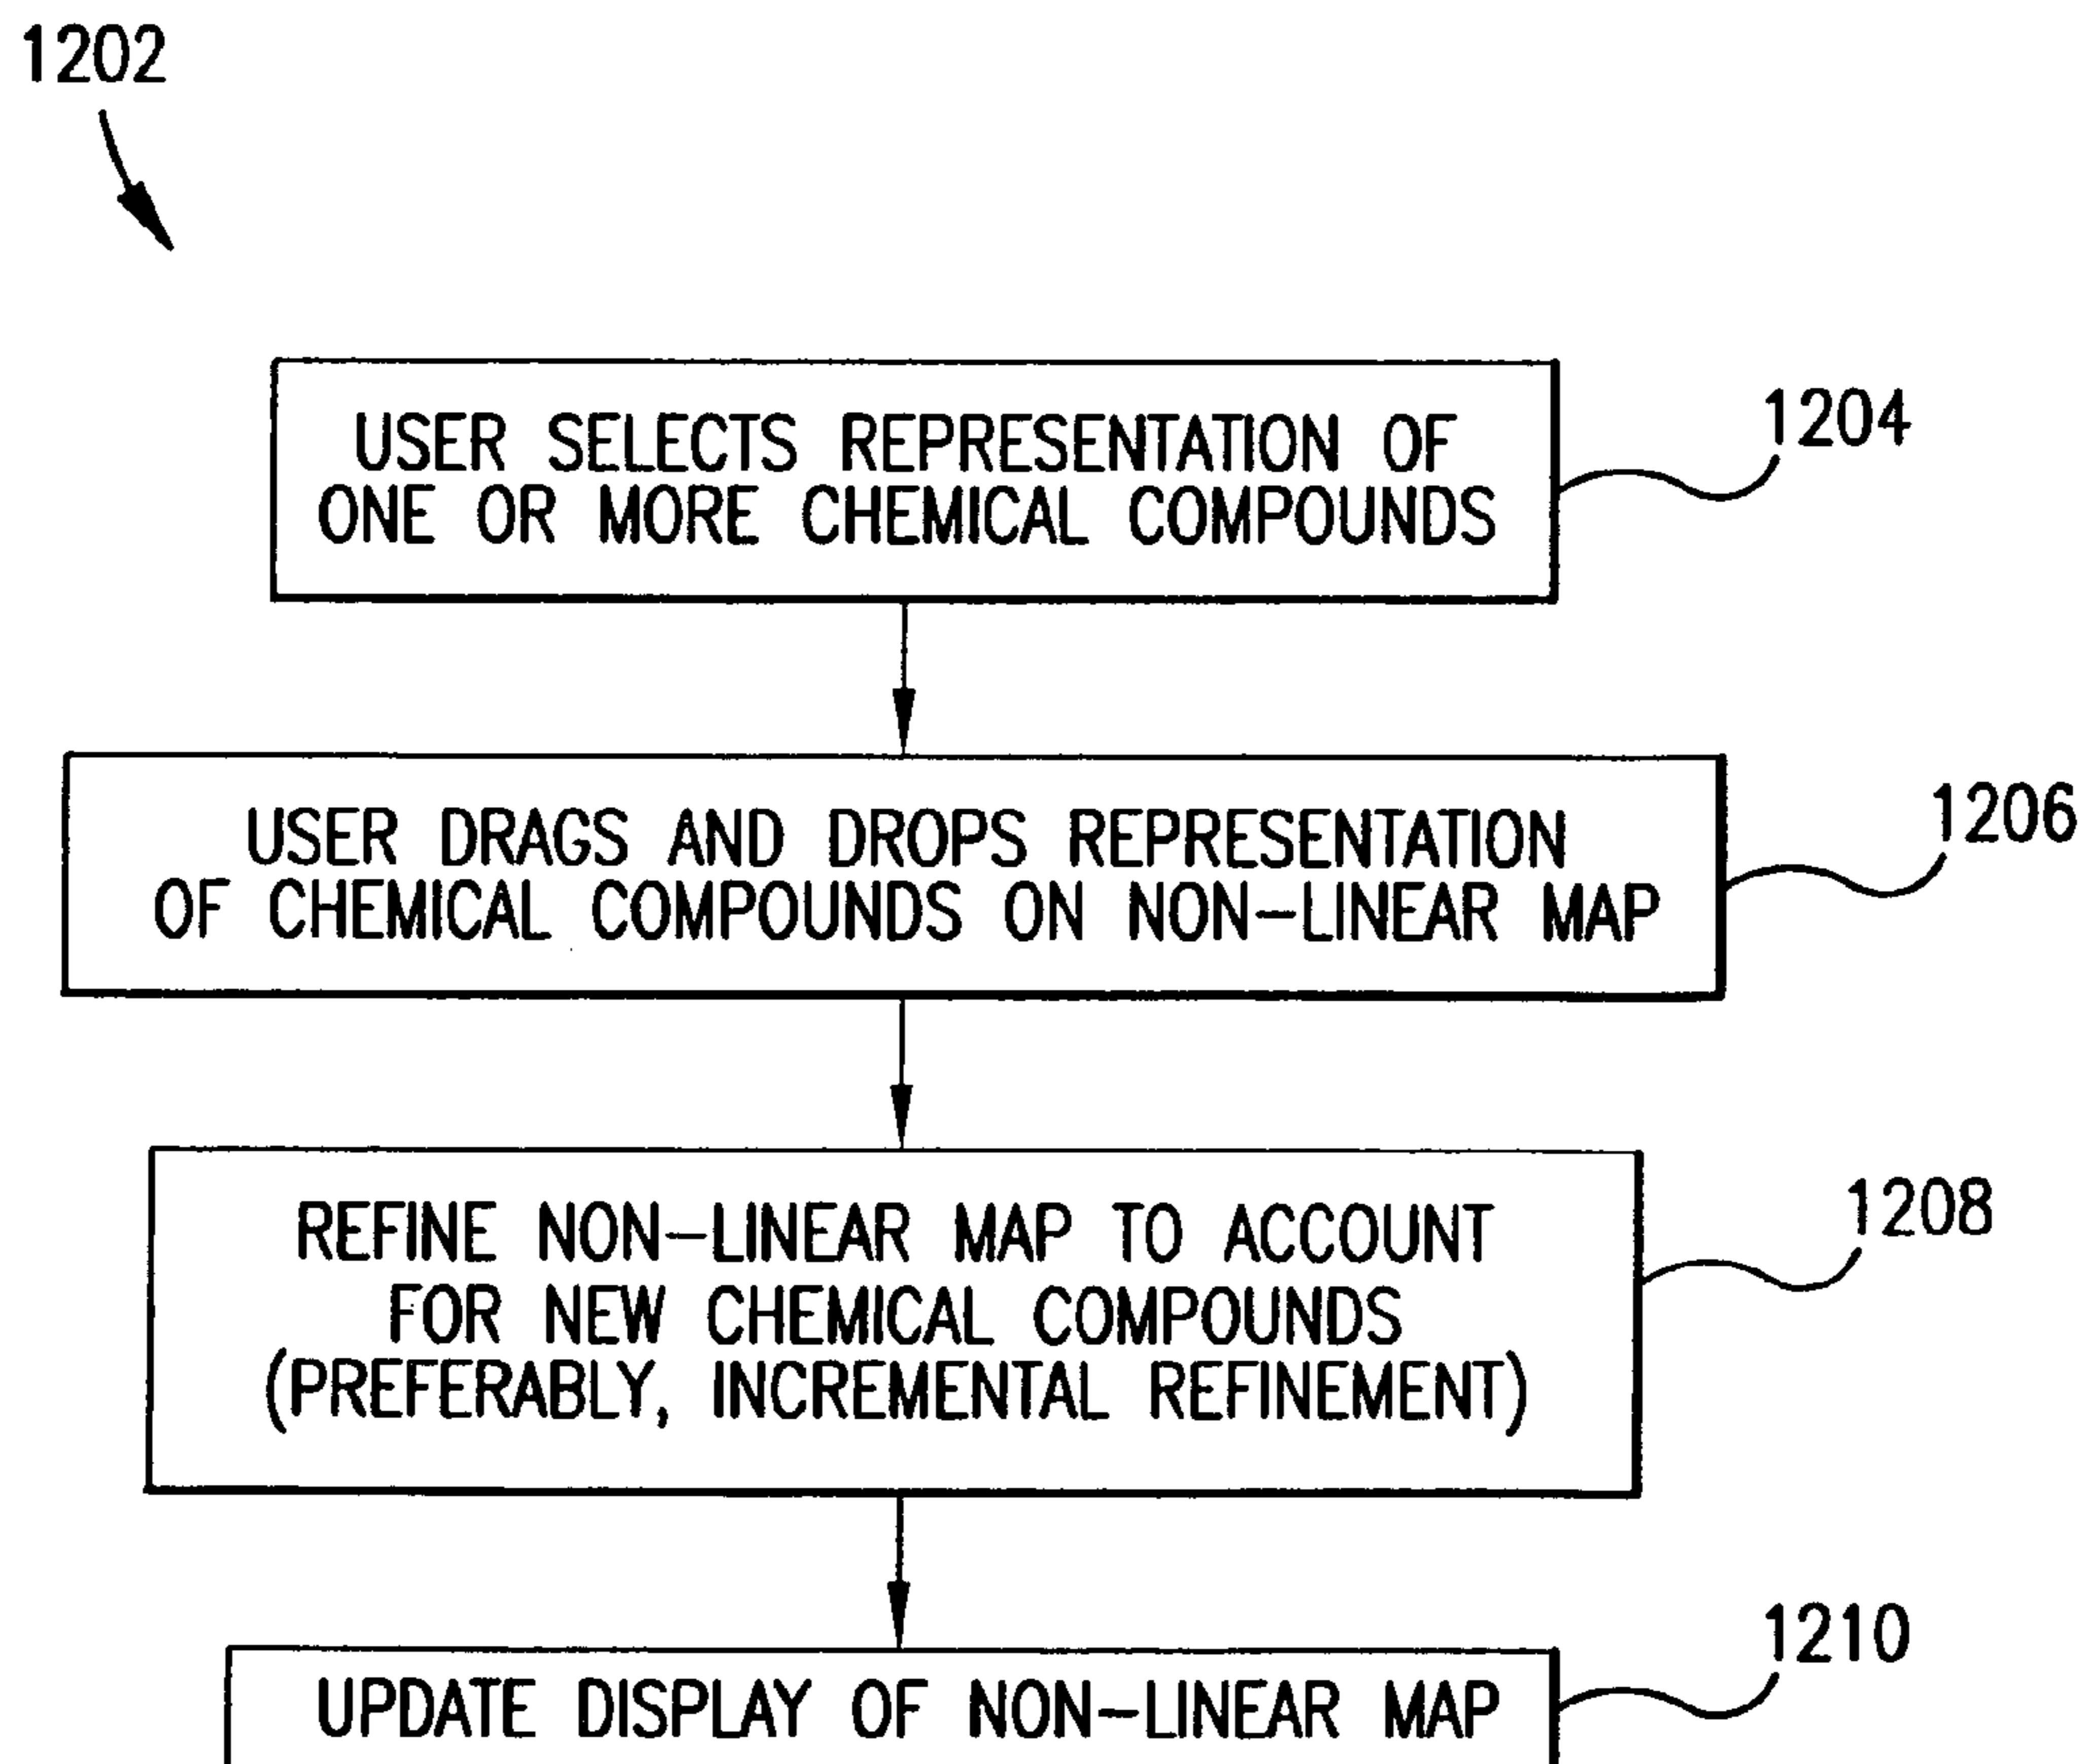 1202
USER SELECTS REPRESENTATION OF
ONE OR MORE CHEMICAL COMPOUNDS
1204
USER DRAGS AND DROPS REPRESENTATION
OF CHEMICAL COMPOUNDS ON NON-LINEAR MAP
1206
REFINE NON-LINEAR MAP TO ACCOUNT
FOR NEW CHEMICAL COMPOUNDS
(PREFERABLY, INCREMENTAL REFINEMENT)
1208
UPDATE DISPLAY OF NON-LINEAR MAP
1210